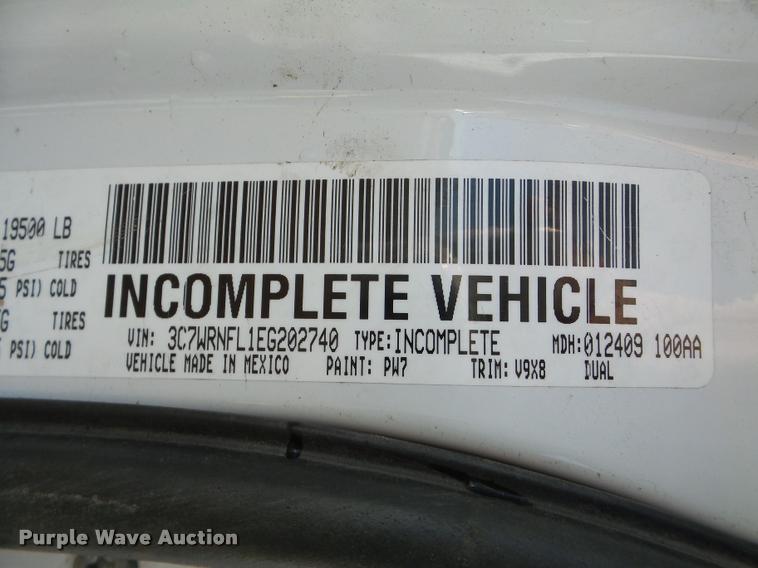 19500 LB
5G TIRES
5 PSI) COLD
G TIRES
PSI) COLD
INCOMPLETE VEHICLE
VIN: 3C7WRNFL1EG202740 TYPE: INCOMPLETE MDH: 012409 100AA
VEHICLE MADE IN MEXICO PAINT: PW7 TRIM: V9X8 DUAL
Purple Wave Auction